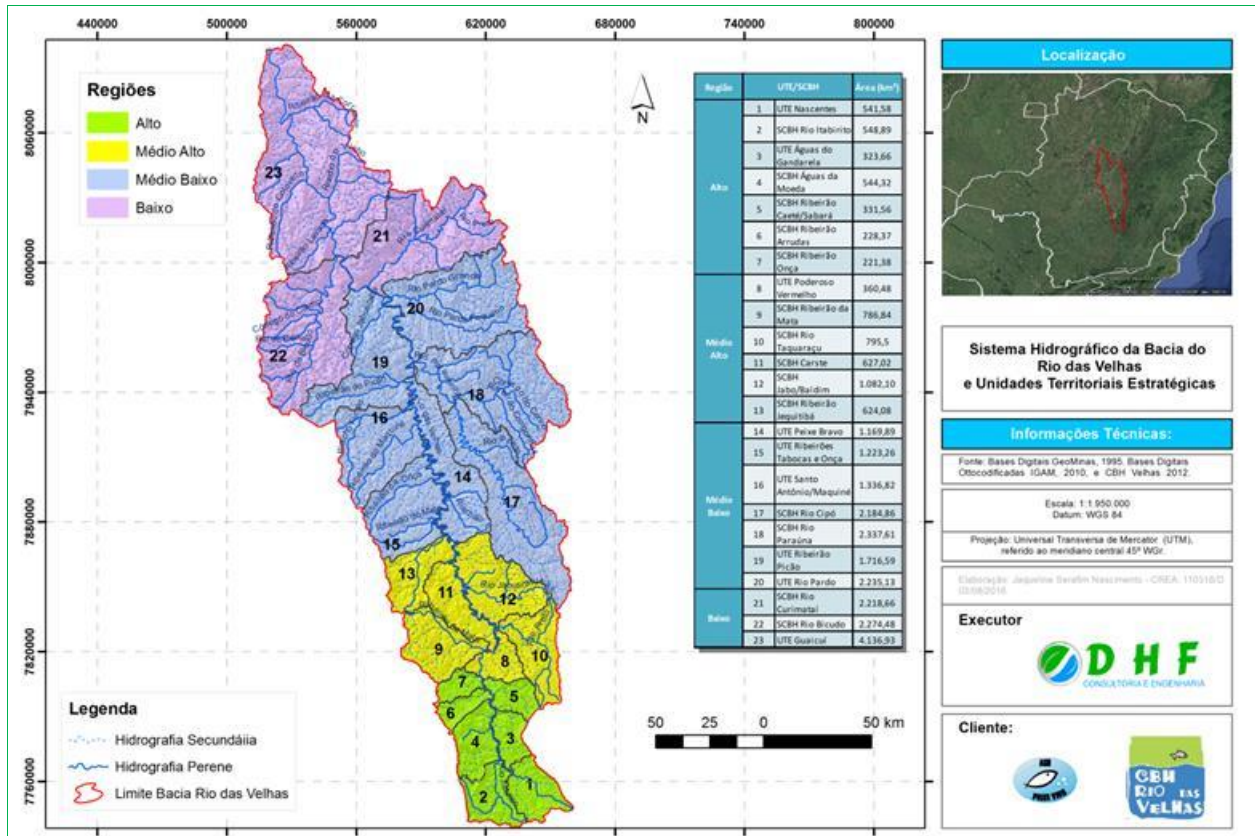 440000 500000 560000 620000 680000 740000 800000
8060000
8000000
7940000
7880000
7820000
7760000
Regiões
Alto
Médio Alto
Médio Baixo
Baixo
N
23
21
20
22
19
18
16
14
17
15
13
11
12
9
8
10
7
5
6
4
3
2
1
Rio Pardo Grande
Legenda
Hidrografia Secundáiia
Hidrografia Perene
Limite Bacia Rio das Velhas
50 25 0 50 km
Região UTE/SCBH Área (km²)
Alto
1 UTE Nascentes 541,58
2 SCBH Rio Itabirito 548,89
3 UTE Águas do
Gandarela 323,66
4 SCBH Águas da
Moeda 544,32
5 SCBH Ribeirão
Caeté/Sabará 331,56
6 SCBH Ribeirão
Arrudas 228,37
7 SCBH Ribeirão
Onça 221,38
Médio
Alto
8 UTE Poderoso
Vermelho 360,48
9 SCBH Ribeirão da
Mata 786,84
10 SCBH Rio
Taquaraçu 795,5
11 SCBH Carste 627,02
12 SCBH
Jabo/Baldim 1.082,10
13 SCBH Ribeirão
Jequitibá 624,08
Médio
Baixo
14 UTE Peixe Bravo 1.169,89
15 UTE Ribeirões
Tabocas e Onça 1.223,26
16 UTE Santo
Antônio/Maquiné 1.336,82
17 SCBH Rio Cipó 2.184,86
18 SCBH Rio
Paraúna 2.337,61
19 UTE Ribeirão
Picão 1.716,59
20 UTE Rio Pardo 2.235,13
Baixo
21 SCBH Rio
Curimataí 2.218,66
22 SCBH Rio Bicudo 2.274,48
23 UTE Guaicuí 4.136,93
Localização
Sistema Hidrográfico da Bacia do
Rio das Velhas
e Unidades Territoriais Estratégicas
Informações Técnicas:
Fonte: Bases Digitais GeoMinas, 1995. Bases Digitais
Ottocodificadas IGAM, 2010, e CBH Velhas 2012.
Escala: 1:1.950.000
Datum: WGS 84
Projeção: Universal Transversa de Mercator (UTM),
referido ao meridiano central 45º WGr.
Elaboração: Jaqueline Serafim Nascimento - CREA:
Executor
DHF
CONSULTORIA E ENGENHARIA
Cliente:
CBH
RIO DAS
VELHAS